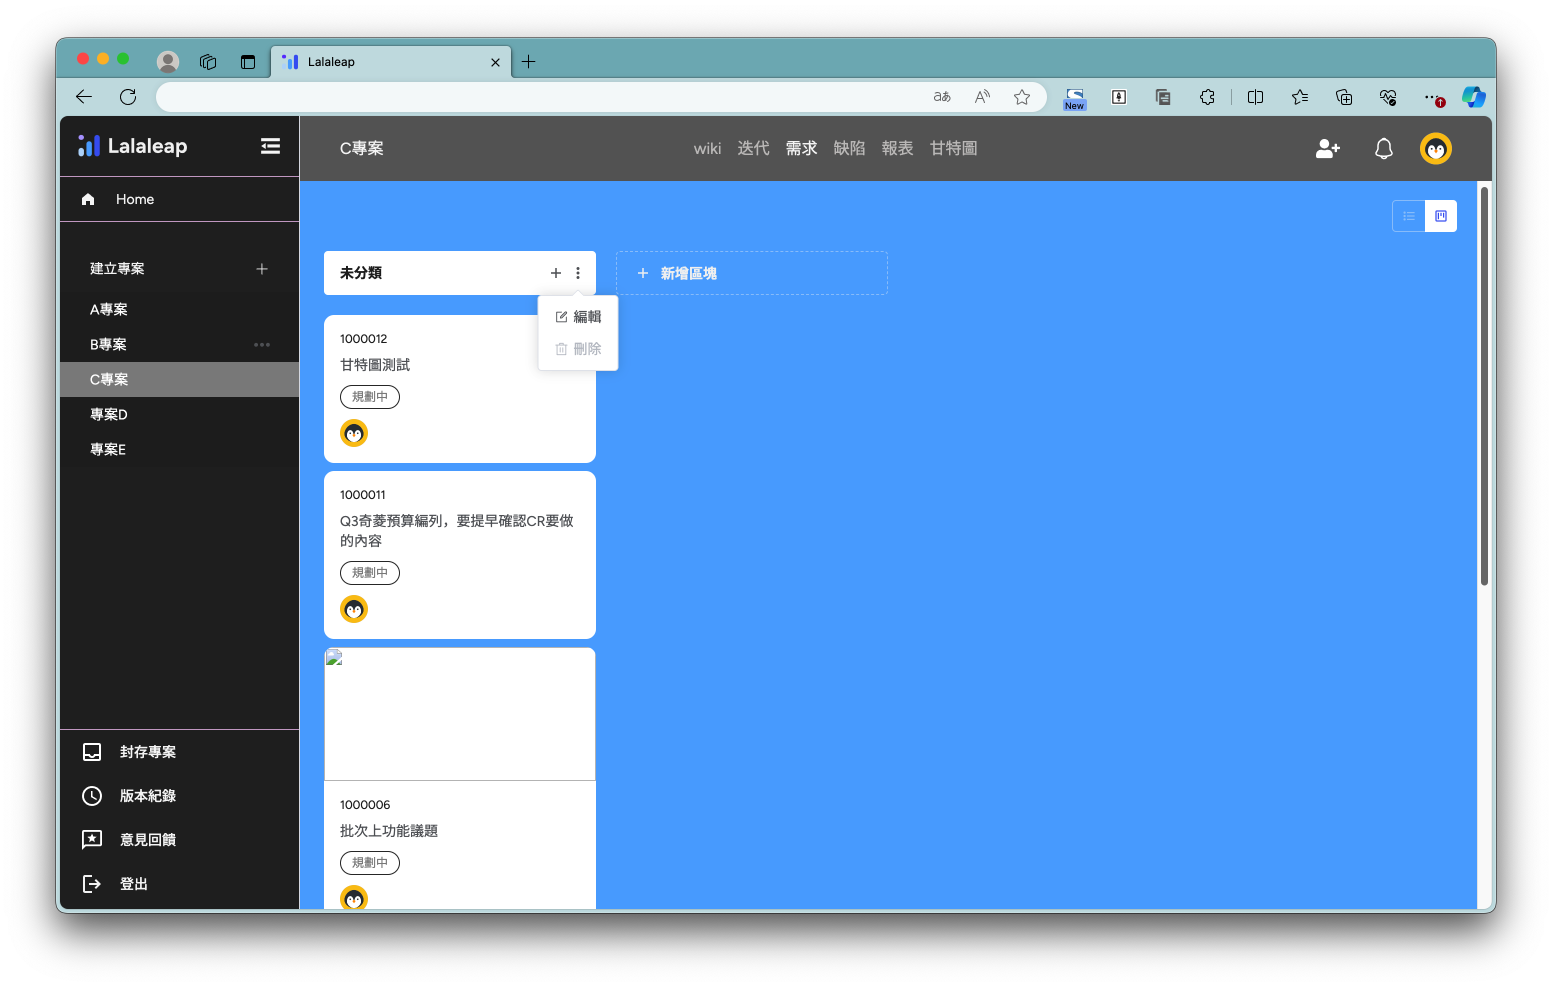 Lalaleap
aあ
A
New
Lalaleap
C專案
wiki 迭代 需求 缺陷 報表 甘特圖
Home
建立專案
A專案
B專案
C專案
專案D
專案E
未分類
新增區塊
編輯
刪除
1000012
甘特圖測試
規劃中
1000011
Q3奇菱預算編列，要提早確認CR要做
的內容
規劃中
1000006
批次上功能議題
規劃中
封存專案
版本紀錄
意見回饋
登出